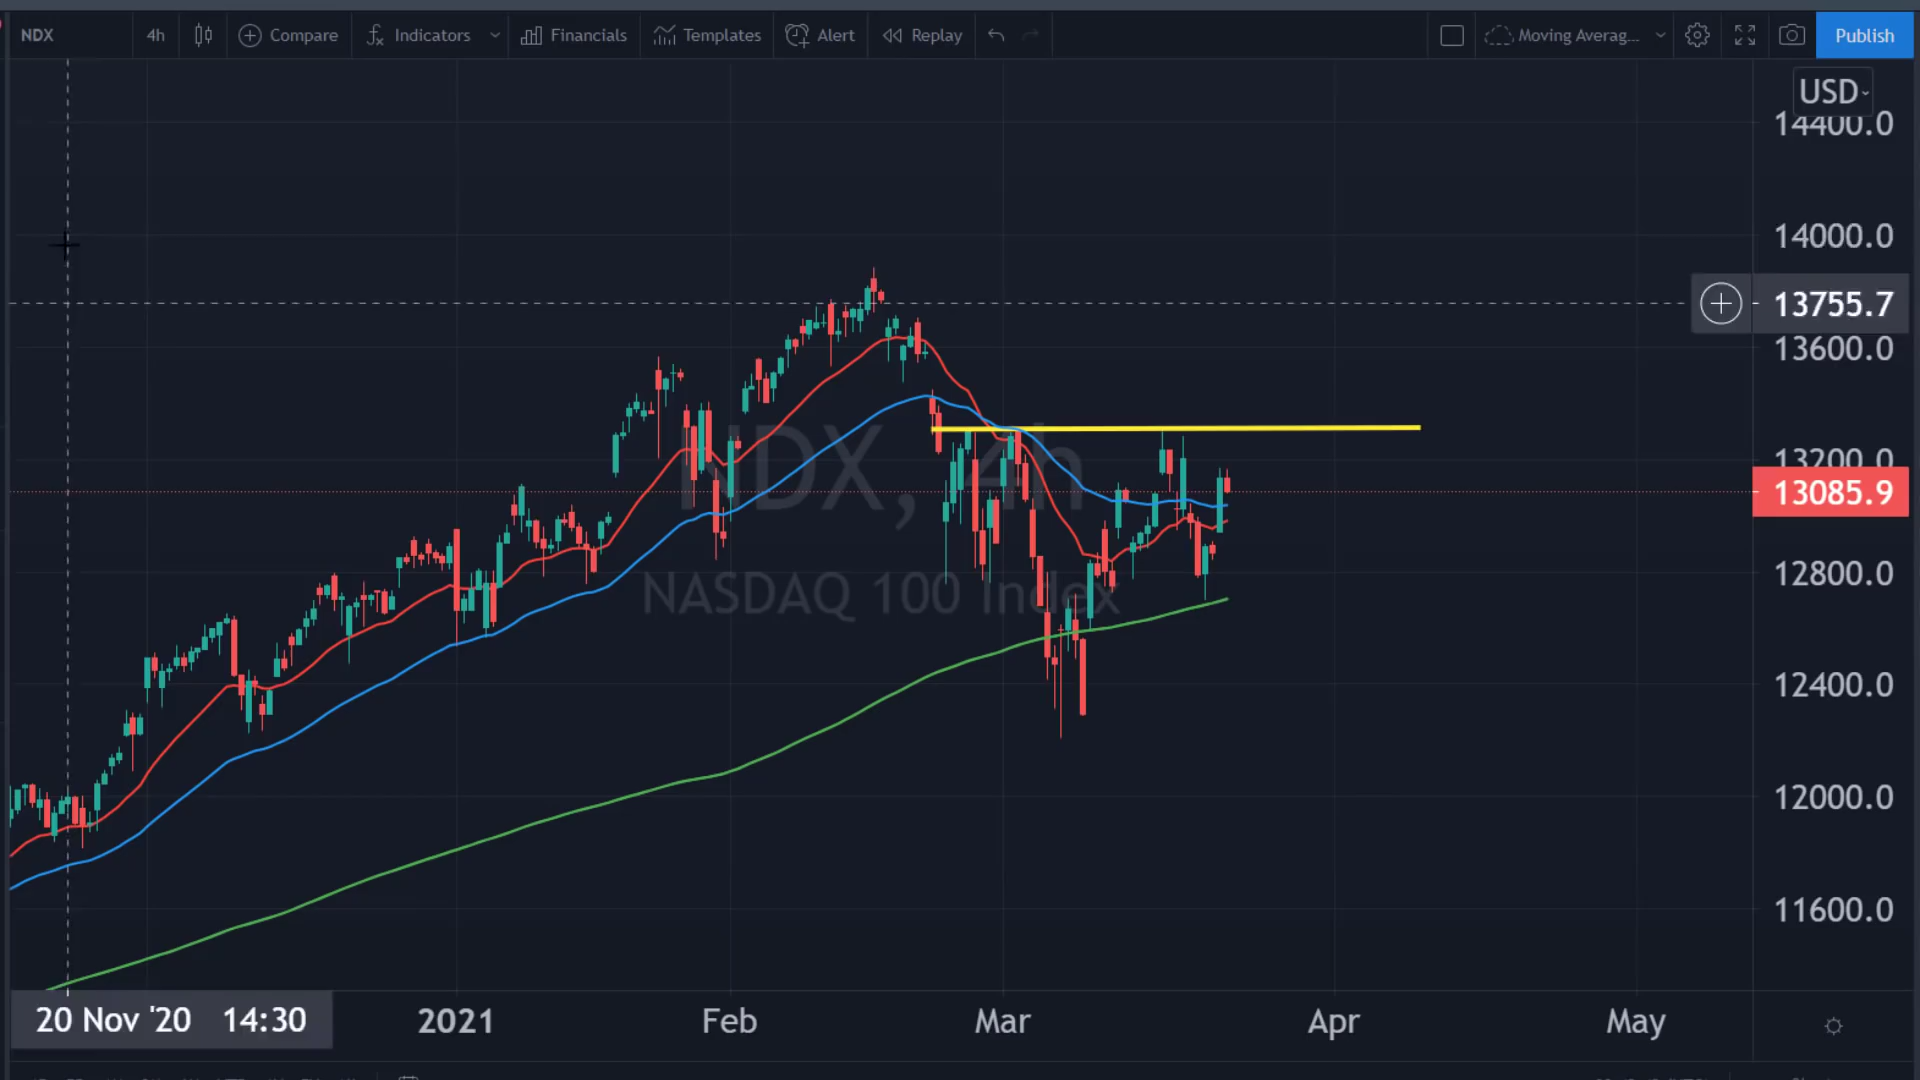 NDX 4h Compare Indicators Financials Templates Alert Replay Moving Averag... Publish
USD
14400.0
14000.0
13755.7
13600.0
13200.0
13085.9
12800.0
12400.0
12000.0
11600.0
NDX, 4h
NASDAQ 100 Index
20 Nov '20 14:30 2021 Feb Mar Apr May